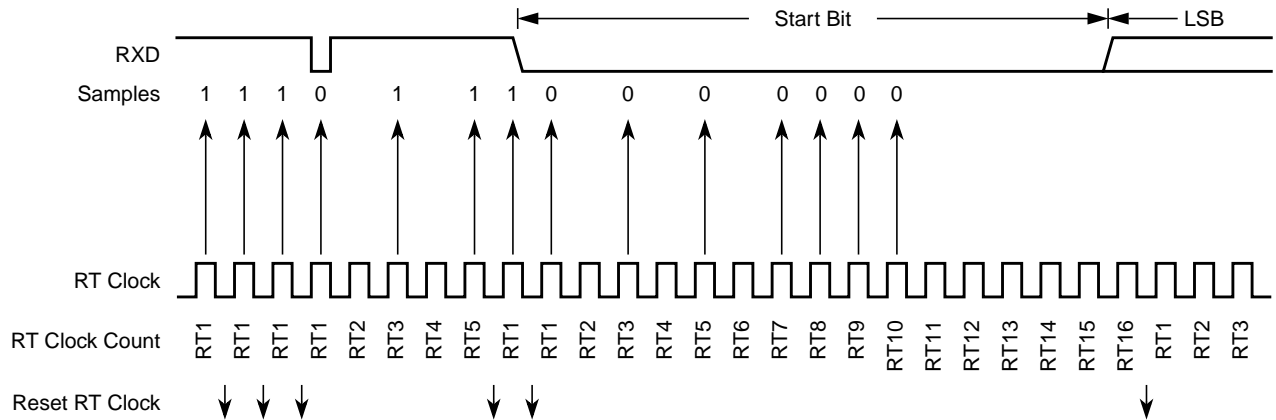 Start Bit LSB
RXD
Samples 1 1 1 0 1 1 1 0 0 0 0 0 0 0
RT Clock
RT Clock Count RT1 RT1 RT1 RT1 RT2 RT3 RT4 RT5 RT1 RT1 RT2 RT3 RT4 RT5 RT6 RT7 RT8 RT9 RT10 RT11 RT12 RT13 RT14 RT15 RT16 RT1 RT2 RT3
Reset RT Clock